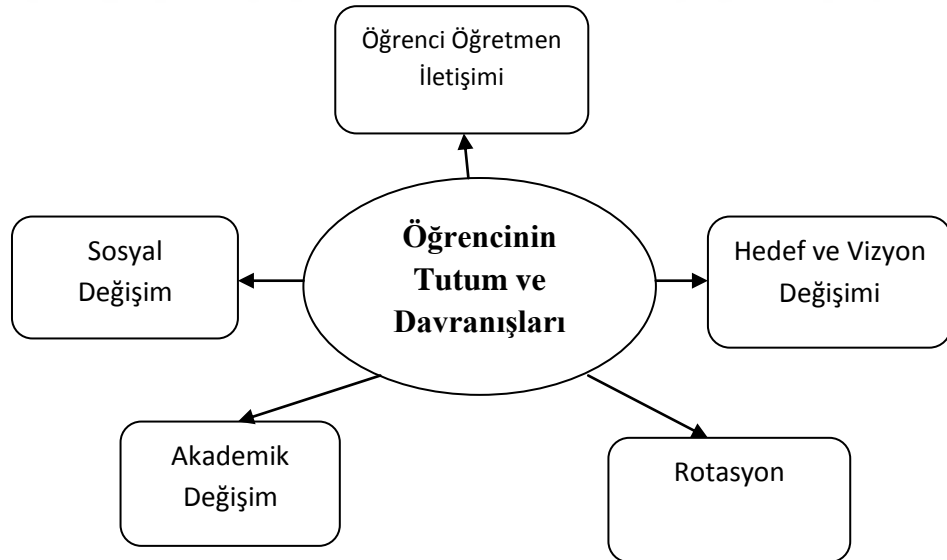 Öğrenci Öğretmen
İletişimi
Sosyal
Değişim
Öğrencinin
Tutum ve
Davranışları
Hedef ve Vizyon
Değişimi
Akademik
Değişim
Rotasyon